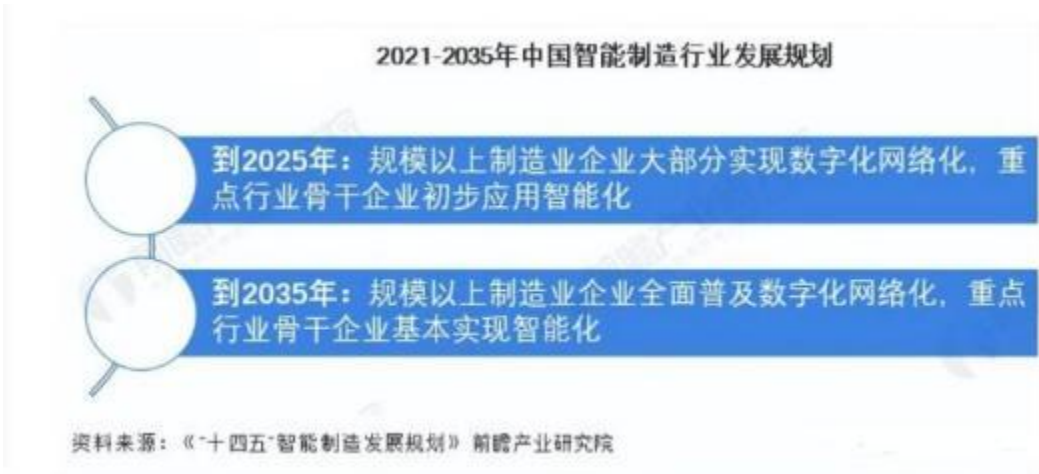 2021-2035年中国智能制造行业发展规划
到2025年：规模以上制造业企业大部分实现数字化网络化，重
点行业骨干企业初步应用智能化
到2035年：规模以上制造业企业全面普及数字化网络化，重点
行业骨干企业基本实现智能化
资料来源：《“十四五”智能制造发展规划》 前瞻产业研究院